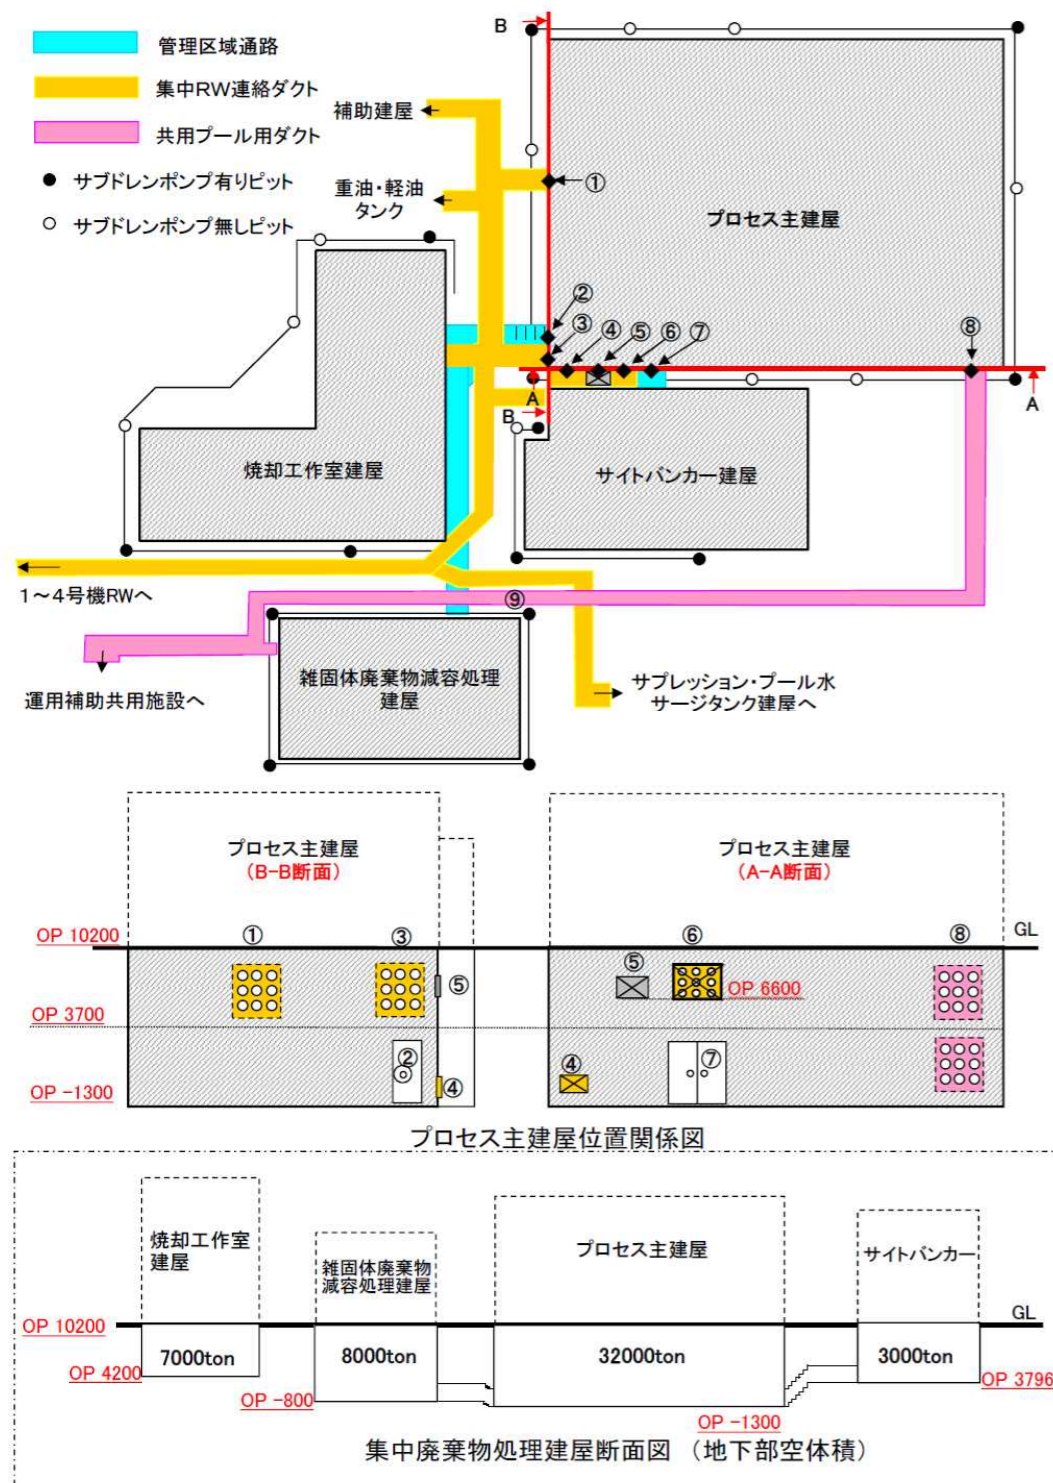 管理区域通路
集中RW連絡ダクト
共用プール用ダクト
● サブドレンポンプ有りピット
○ サブドレンポンプ無しピット
B
補助建屋
重油・軽油
タンク
①
プロセス主建屋
②
③
④
⑤
⑥
⑦
⑧
A
A
B
焼却工作室建屋
サイトバンカー建屋
1～4号機RWへ
⑨
運用補助共用施設へ
雑固体廃棄物減容処理
建屋
サプレッション・プール水
サージタンク建屋へ
プロセス主建屋
(B-B断面)
プロセス主建屋
(A-A断面)
OP 10200
①
③
⑥
⑧
GL
⑤
⑤
OP 6600
OP 3700
②
④
④
⑦
OP -1300
プロセス主建屋位置関係図
焼却工作室
建屋
雑固体廃棄物
減容処理建屋
プロセス主建屋
サイトバンカー
OP 10200
GL
7000ton
8000ton
32000ton
3000ton
OP 4200
OP -800
OP 3796
OP -1300
集中廃棄物処理建屋断面図 （地下部空体積）